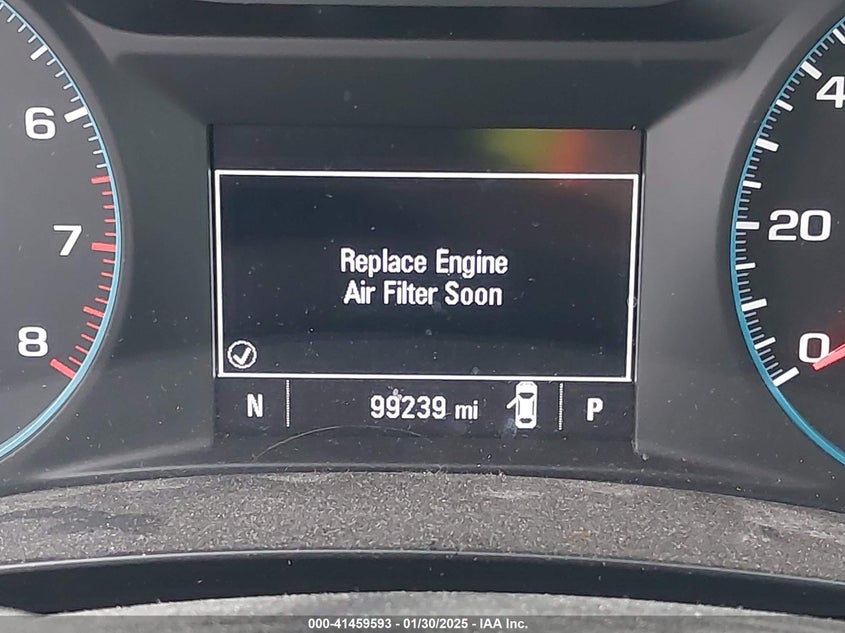 6
7
8
Replace Engine
Air Filter Soon
N
99239 mi
P
4
20
0
000-41459593 - 01/30/2025 - IAA Inc.